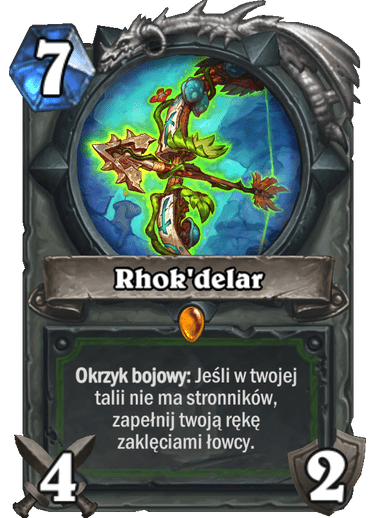 7
Rhok'delar
Okrzyk bojowy: Jeśli w twojej
talii nie ma stronników,
zapełnij twoją rękę
zaklęciami łowcy.
4
2